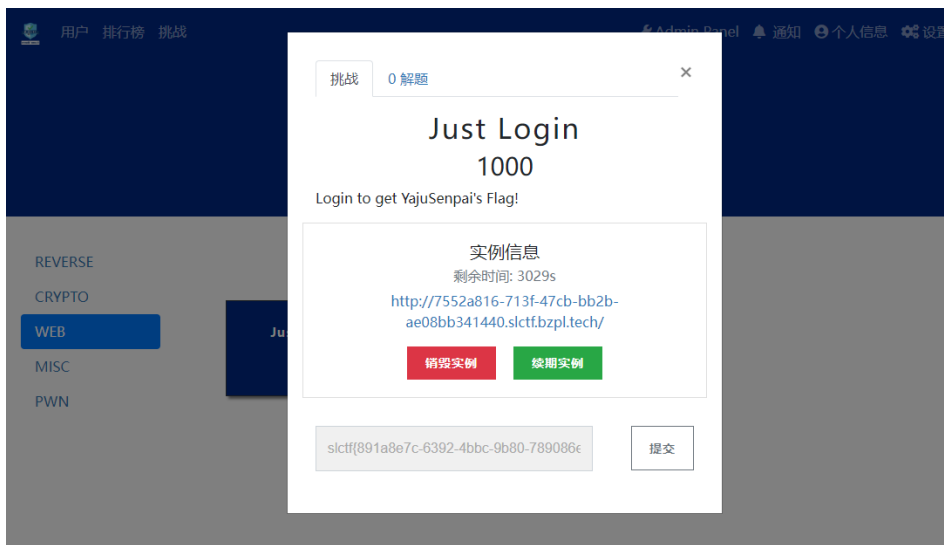 用户 排行榜 挑战
Admin Panel 通知 个人信息 设置
挑战 0 解题 ×
Just Login
1000
Login to get YajuSenpai's Flag!
实例信息
剩余时间: 3029s
http://7552a816-713f-47cb-bb2b-
ae08bb341440.slctf.bzpl.tech/
销毁实例 续期实例
slctf{891a8e7c-6392-4bbc-9b80-789086e
提交
REVERSE
CRYPTO
WEB
MISC
PWN
Ju